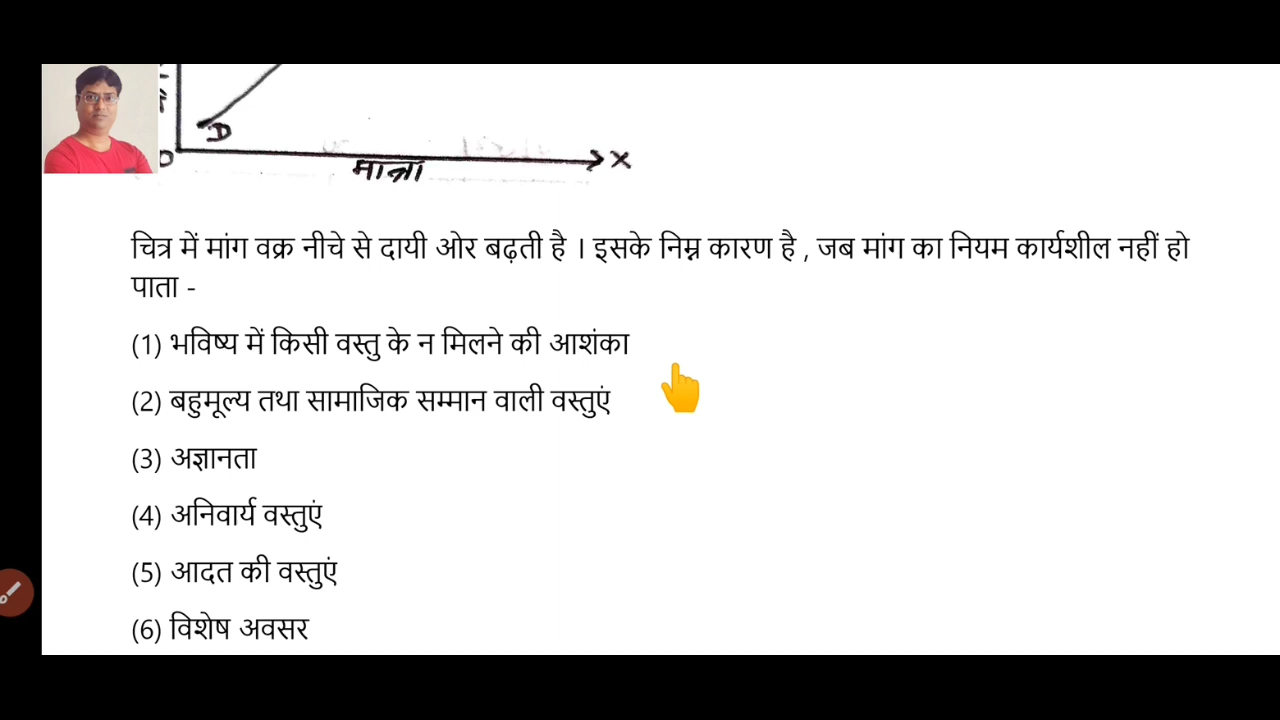 D
O
X
मात्रा
चित्र में मांग वक्र नीचे से दायी ओर बढ़ती है । इसके निम्न कारण है , जब मांग का नियम कार्यशील नहीं हो
पाता -
(1) भविष्य में किसी वस्तु के न मिलने की आशंका
(2) बहुमूल्य तथा सामाजिक सम्मान वाली वस्तुएं
(3) अज्ञानता
(4) अनिवार्य वस्तुएं
(5) आदत की वस्तुएं
(6) विशेष अवसर